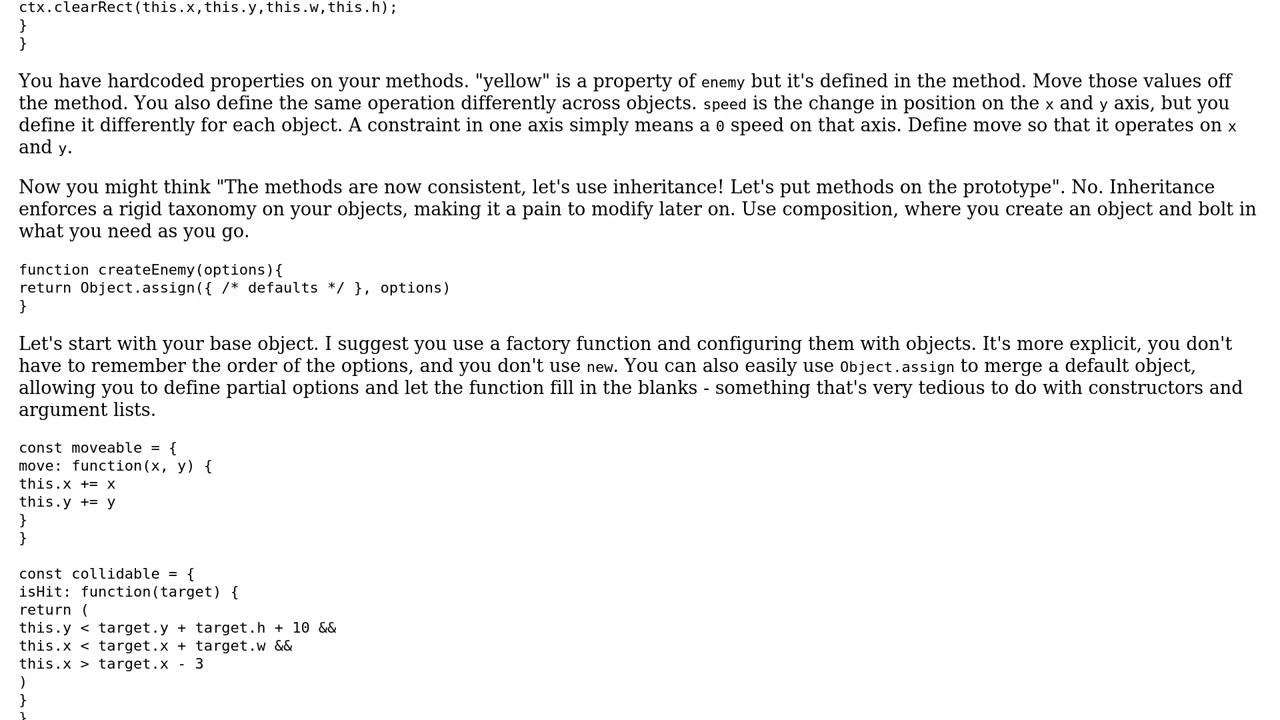 ctx.clearRect(this.x,this.y,this.w,this.h);
}
}
You have hardcoded properties on your methods. "yellow" is a property of enemy but it's defined in the method. Move those values off
the method. You also define the same operation differently across objects. speed is the change in position on the x and y axis, but you
define it differently for each object. A constraint in one axis simply means a 0 speed on that axis. Define move so that it operates on x
and y.
Now you might think "The methods are now consistent, let's use inheritance! Let's put methods on the prototype". No. Inheritance
enforces a rigid taxonomy on your objects, making it a pain to modify later on. Use composition, where you create an object and bolt in
what you need as you go.
function createEnemy(options){
return Object.assign({ /* defaults */ }, options)
}
Let's start with your base object. I suggest you use a factory function and configuring them with objects. It's more explicit, you don't
have to remember the order of the options, and you don't use new. You can also easily use Object.assign to merge a default object,
allowing you to define partial options and let the function fill in the blanks - something that's very tedious to do with constructors and
argument lists.
const moveable = {
move: function(x, y) {
this.x += x
this.y += y
}
}
const collidable = {
isHit: function(target) {
return (
this.y < target.y + target.h + 10 &&
this.x < target.x + target.w &&
this.x > target.x - 3
)
}
}